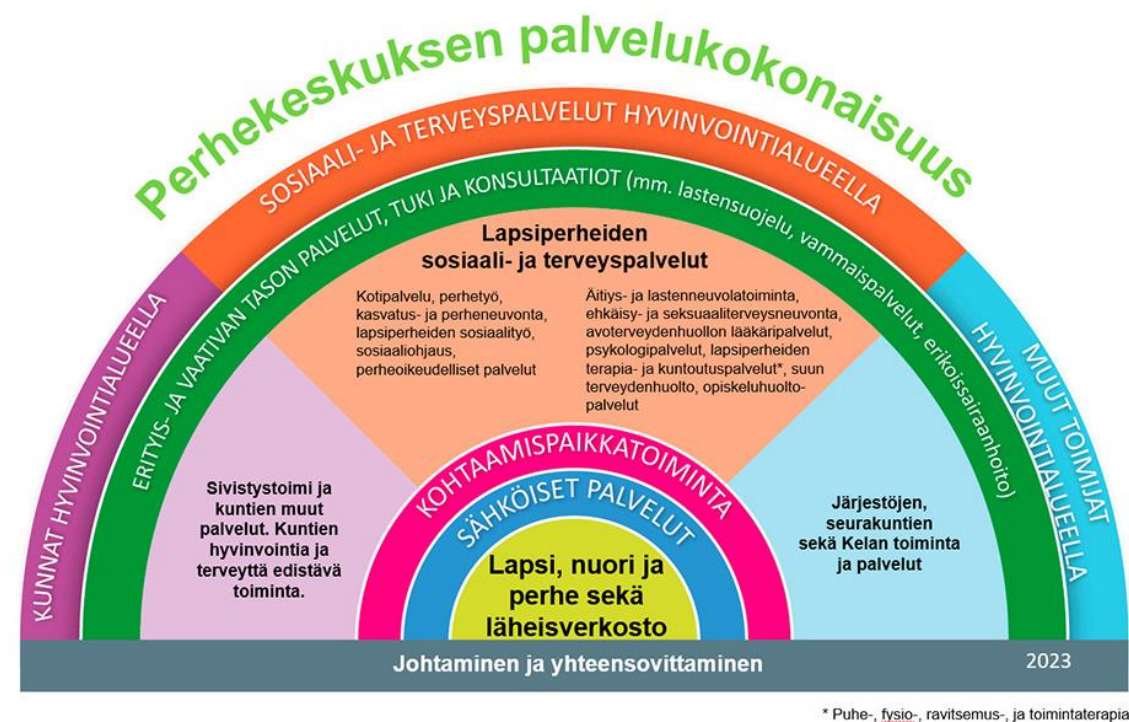 Perhekeskuksen palvelukokonaisuus
KUNNAT HYVINVOINTIALUEELLA
SOSIAALI- JA TERVEYSPALVELUT HYVINVOINTIALUEELLA
MUUT TOIMIJAT
HYVINVOINTIALUEELLA
ERITYIS- JA VAATIVAN TASON PALVELUT, TUKI JA KONSULTAATIOT (mm. lastensuojelu, vammaispalvelut, erikoissairaanhoito)
Lapsiperheiden
sosiaali- ja terveyspalvelut
Kotipalvelu, perhetyö,
kasvatus- ja perheneuvonta,
lapsiperheiden sosiaalityö,
sosiaaliohjaus,
perheoikeudelliset palvelut
Äitiys- ja lastenneuvolatoiminta,
ehkäisy- ja seksuaaliterveysneuvonta,
avoterveydenhuollon lääkäripalvelut,
psykologipalvelut, lapsiperheiden
terapia- ja kuntoutuspalvelut*, suun
terveydenhuolto, opiskeluhuolto-
palvelut
Sivistystoimi ja
kuntien muut
palvelut. Kuntien
hyvinvointia ja
terveyttä edistävä
toiminta.
KOHTAAMISPAIKKATOIMINTA
SÄHKÖISET PALVELUT
Lapsi, nuori ja
perhe sekä
läheisverkosto
Järjestöjen,
seurakuntien
sekä Kelan toiminta
ja palvelut
Johtaminen ja yhteensovittaminen
2023
* Puhe-, fysio-, ravitsemus-, ja toimintaterapia